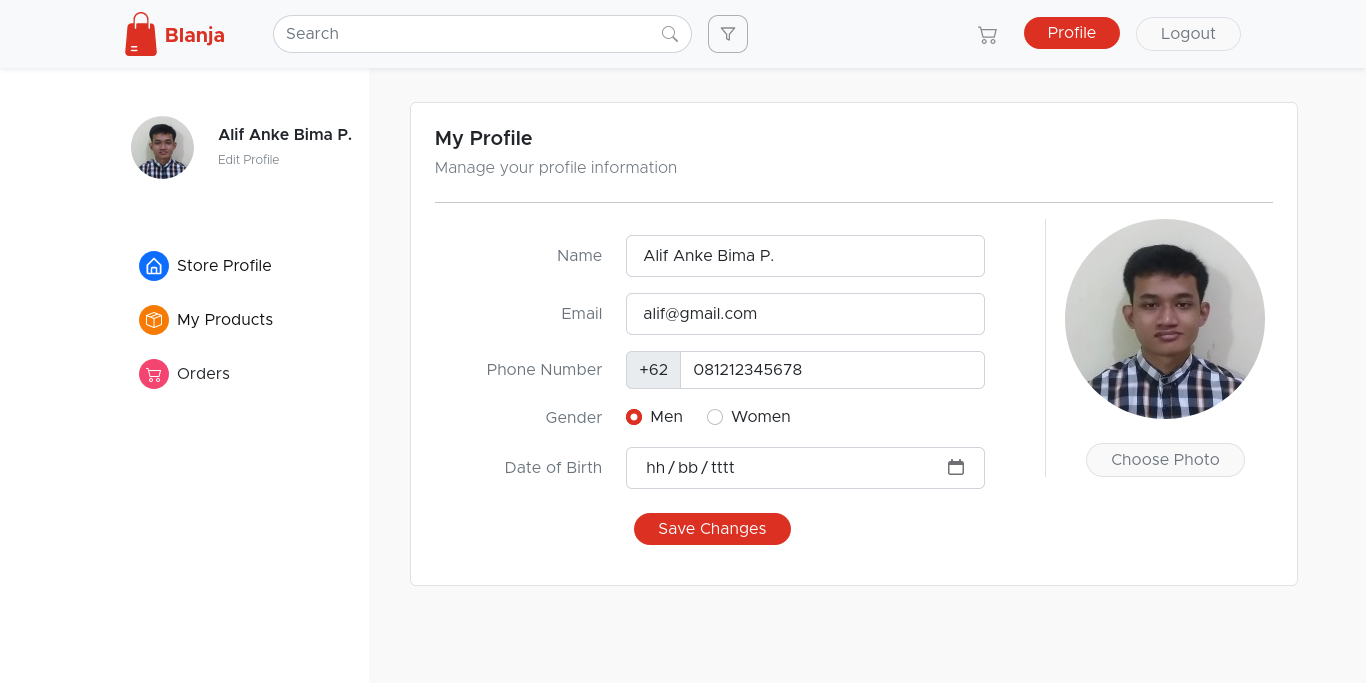 Blanja
Search
Profile
Logout
Alif Anke Bima P.
Edit Profile
Store Profile
My Products
Orders
My Profile
Manage your profile information
Name
Alif Anke Bima P.
Email
alif@gmail.com
Phone Number
+62
081212345678
Gender
Men
Women
Date of Birth
hh/bb/tttt
Choose Photo
Save Changes